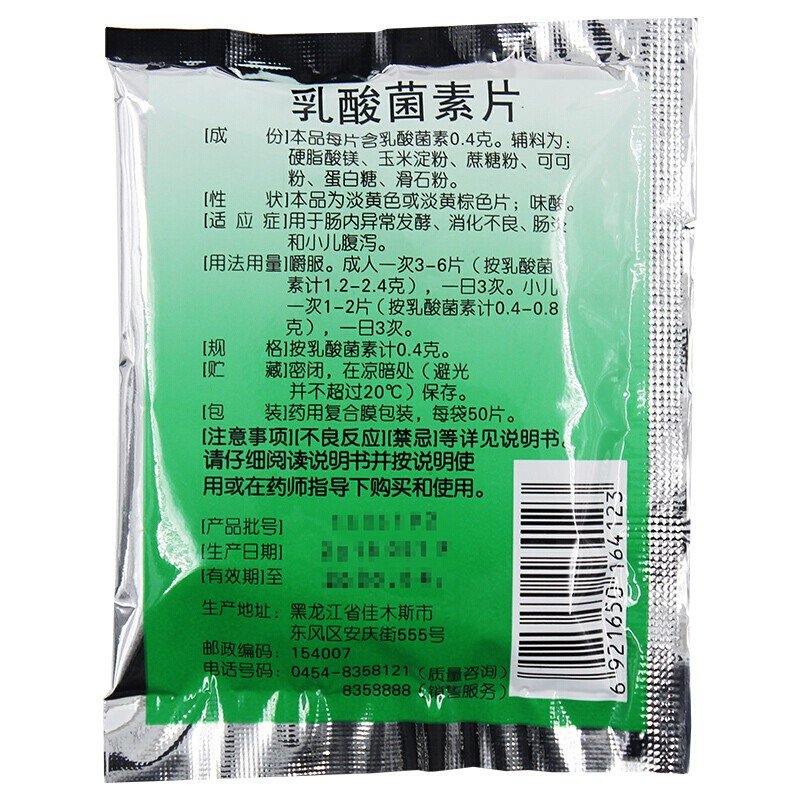 乳酸菌素片
[成 份]本品每片含乳酸菌素0.4克。辅料为:
硬脂酸镁、玉米淀粉、蔗糖粉、可可
粉、蛋白糖、滑石粉。
[性 状]本品为淡黄色或淡黄棕色片;味酸。
[适应症]用于肠内异常发酵、消化不良、肠炎
和小儿腹泻。
[用法用量]嚼服。成人一次3-6片(按乳酸菌
素计1.2-2.4克),一日3次。小儿
一次1-2片(按乳酸菌素计0.4-0.8
克),一日3次。
[规 格]按乳酸菌素计0.4克。
[贮 藏]密闭,在凉暗处(避光
并不超过20℃)保存。
[包 装]药用复合膜包装,每袋50片。
[注意事项][不良反应][禁忌]等详见说明书。
请仔细阅读说明书并按说明使
用或在药师指导下购买和使用。
[产品批号]
[生产日期]
[有效期]至
生产地址:黑龙江省佳木斯市
东风区安庆街555号
邮政编码:154007
电话号码:0454-8358121(质量咨询)
8358888(销售服务)
6 921650 164123